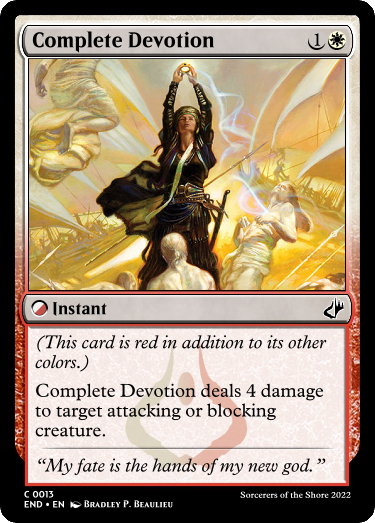 Complete Devotion 1
Instant
(This card is red in addition to its other
colors.)
Complete Devotion deals 4 damage
to target attacking or blocking
creature.
“My fate is the hands of my new god.”
C 0013
END • EN Bradley P. Beaulieu
Sorcerers of the Shore 2022